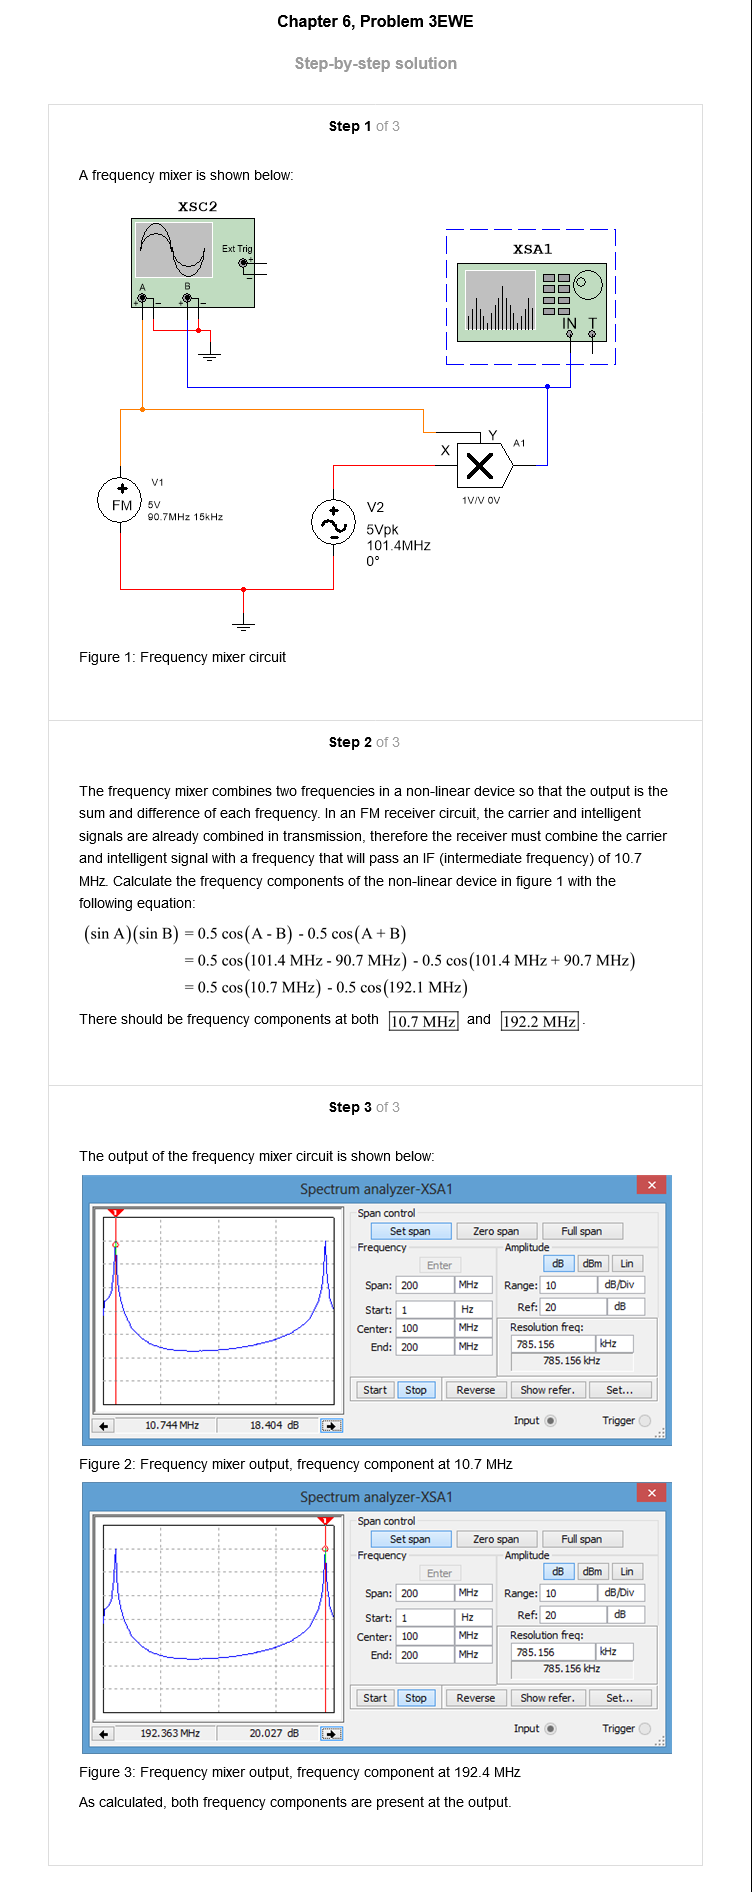 Chapter 6, Problem 3EWE
Step-by-step solution
Step 1 of 3
A frequency mixer is shown below:
XSC2
Ext Trig
+
−
A
B
+ −
+ −
XSA1
IN T
V1
FM
5V
90.7MHz 15kHz
V2
5Vpk
101.4MHz
0°
X
Y
A1
1V/V 0V
Figure 1: Frequency mixer circuit
Step 2 of 3
The frequency mixer combines two frequencies in a non-linear device so that the output is the
sum and difference of each frequency. In an FM receiver circuit, the carrier and intelligent
signals are already combined in transmission, therefore the receiver must combine the carrier
and intelligent signal with a frequency that will pass an IF (intermediate frequency) of 10.7
MHz. Calculate the frequency components of the non-linear device in figure 1 with the
following equation:
(sin A)(sin B) = 0.5 cos(A - B) - 0.5 cos(A + B)
= 0.5 cos(101.4 MHz - 90.7 MHz) - 0.5 cos(101.4 MHz + 90.7 MHz)
= 0.5 cos(10.7 MHz) - 0.5 cos(192.1 MHz)
There should be frequency components at both 10.7 MHz and 192.2 MHz.
Step 3 of 3
The output of the frequency mixer circuit is shown below:
Spectrum analyzer-XSA1
Span control
Set span Zero span Full span
Frequency Amplitude
Enter dB dBm Lin
Span: 200 MHz Range: 10 dB/Div
Start: 1 Hz Ref: 20 dB
Center: 100 MHz Resolution freq:
End: 200 MHz 785.156 kHz
785.156 kHz
Start Stop Reverse Show refer. Set...
10.744 MHz 18.404 dB Input Trigger
Figure 2: Frequency mixer output, frequency component at 10.7 MHz
Spectrum analyzer-XSA1
Span control
Set span Zero span Full span
Frequency Amplitude
Enter dB dBm Lin
Span: 200 MHz Range: 10 dB/Div
Start: 1 Hz Ref: 20 dB
Center: 100 MHz Resolution freq:
End: 200 MHz 785.156 kHz
785.156 kHz
Start Stop Reverse Show refer. Set...
192.363 MHz 20.027 dB Input Trigger
Figure 3: Frequency mixer output, frequency component at 192.4 MHz
As calculated, both frequency components are present at the output.